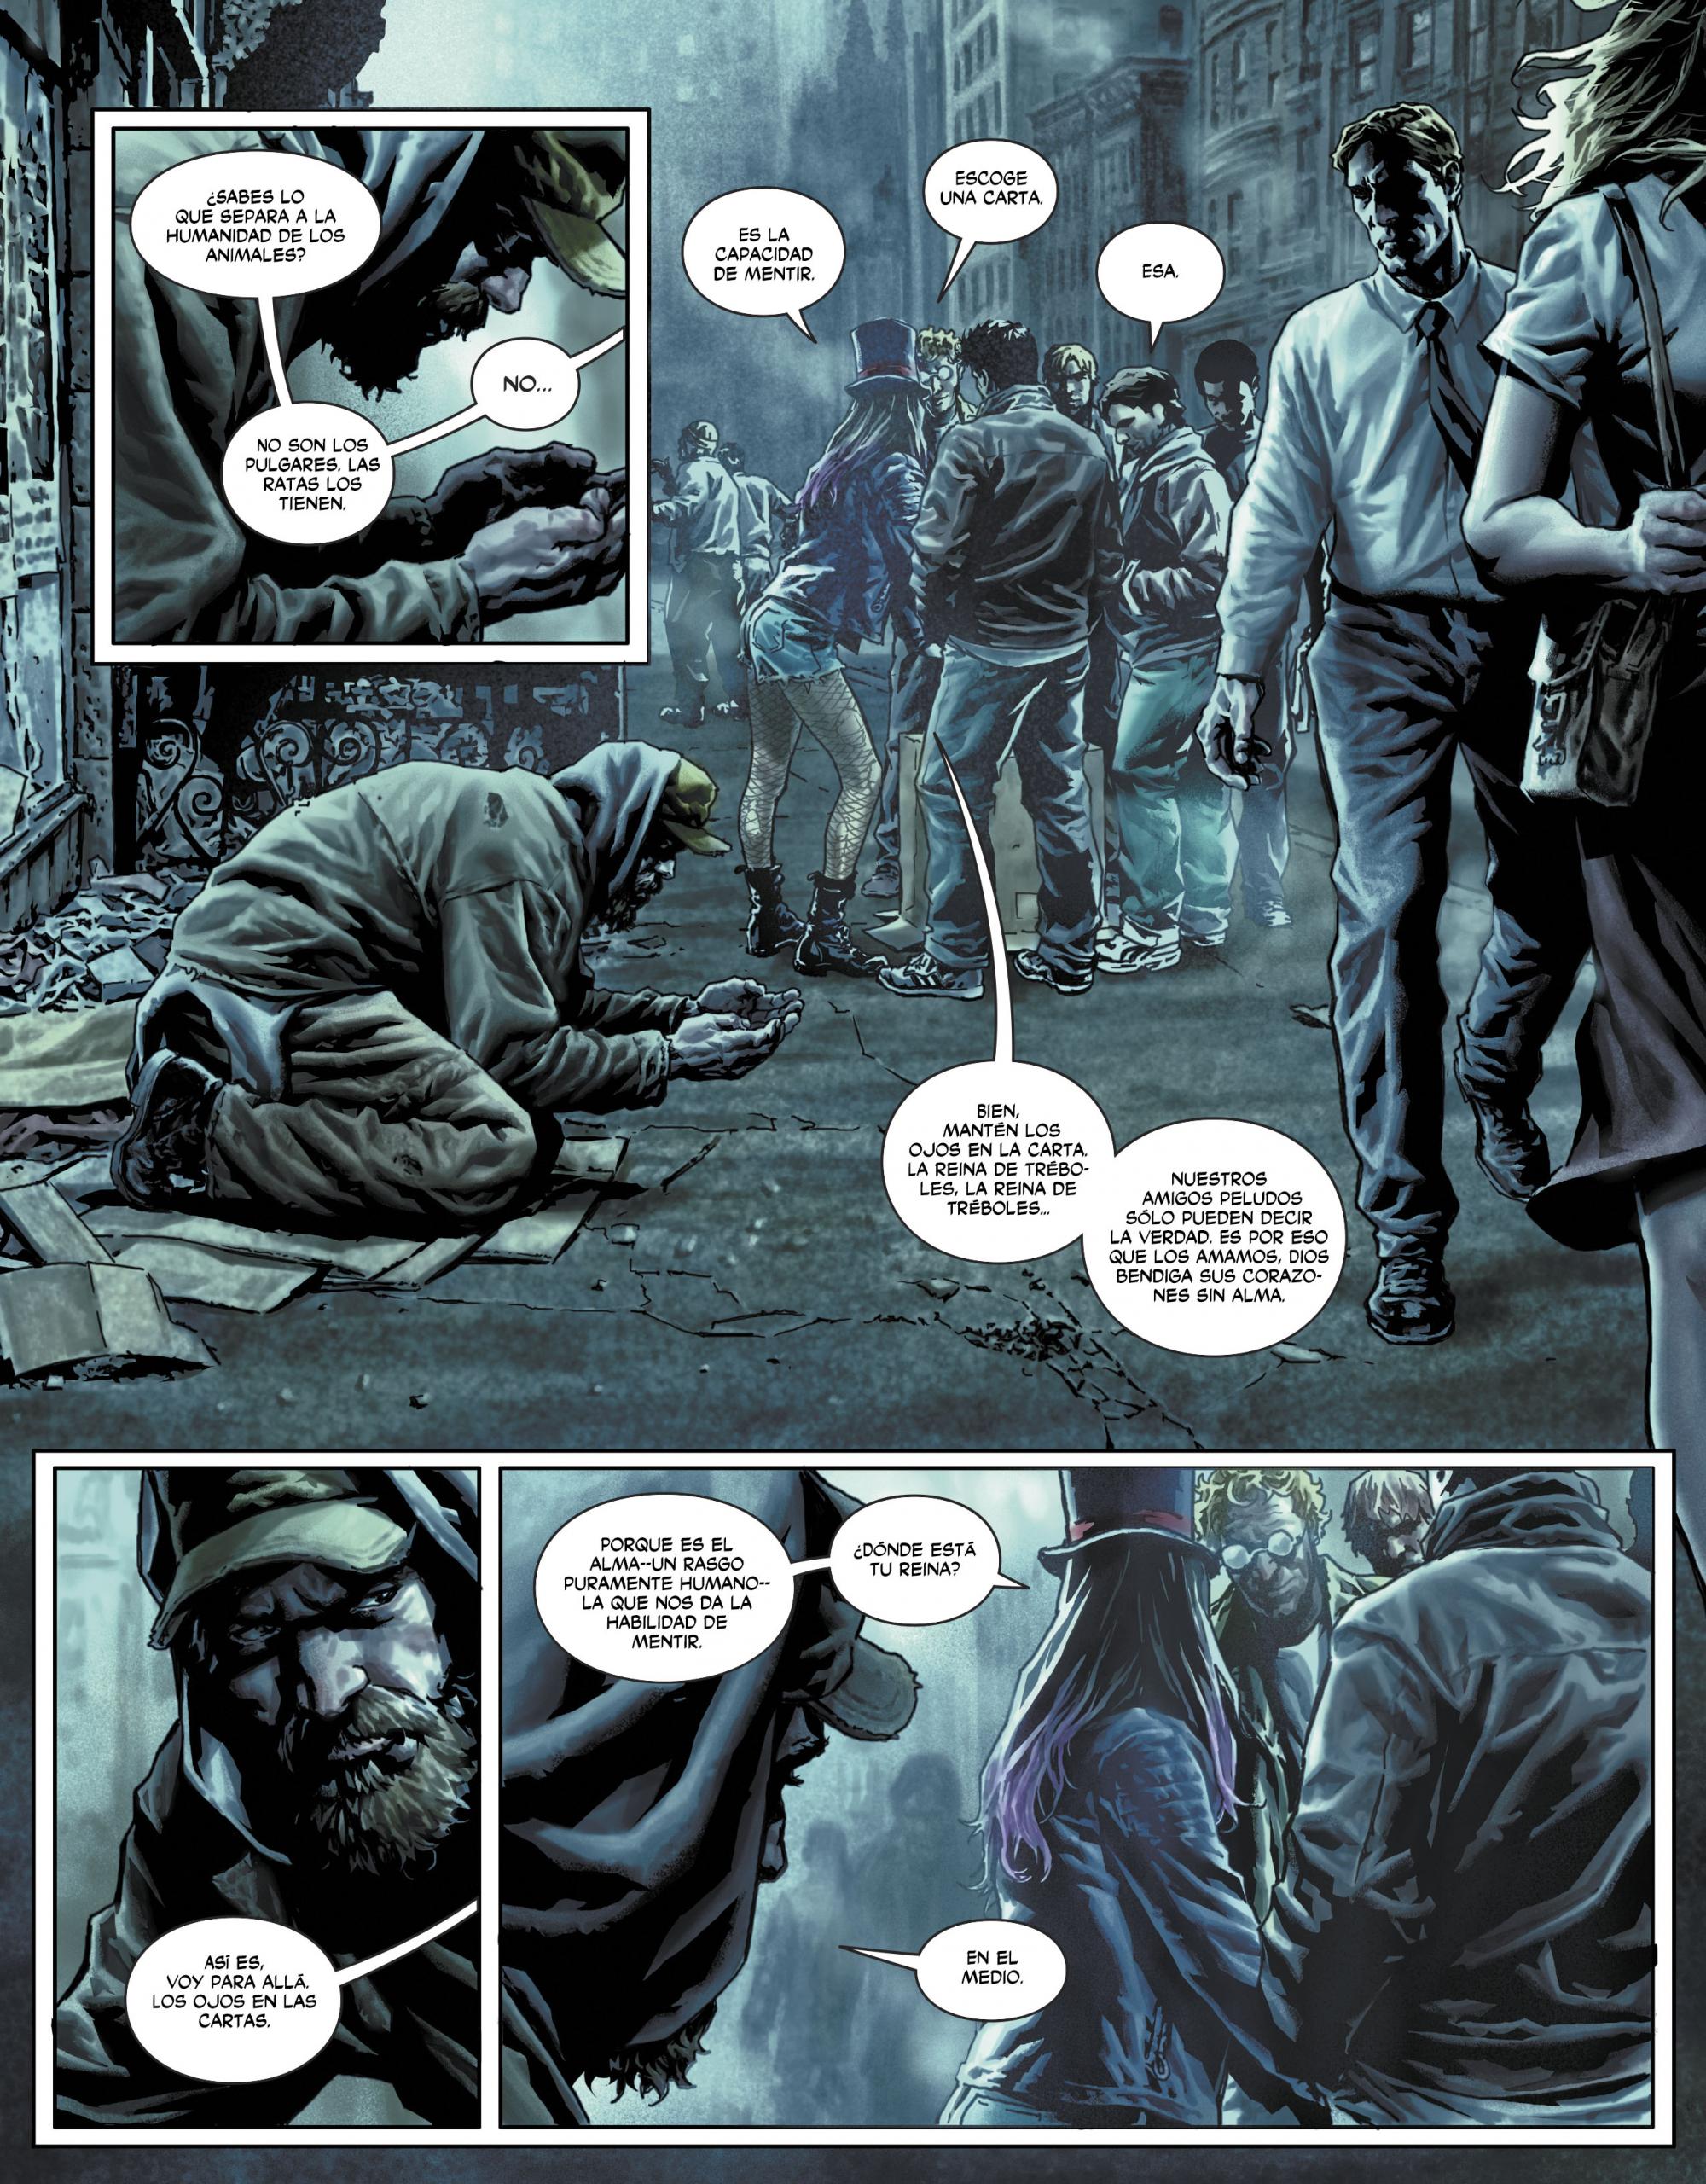 ¿SABES LO
QUE SEPARA A LA
HUMANIDAD DE LOS
ANIMALES?
NO SON LOS
PULGARES. LAS
RATAS LOS
TIENEN.
NO...
ES LA
CAPACIDAD
DE MENTIR.
ESCOGE
UNA CARTA.
ESA.
BIEN,
MANTÉN LOS
OJOS EN LA CARTA.
LA REINA DE TRÉBO-
LES, LA REINA DE
TRÉBOLES...
NUESTROS
AMIGOS PELUDOS
SÓLO PUEDEN DECIR
LA VERDAD. ES POR ESO
QUE LOS AMAMOS, DIOS
BENDIGA SUS CORAZO-
NES SIN ALMA.
ASÍ ES,
VOY PARA ALLÁ.
LOS OJOS EN LAS
CARTAS.
PORQUE ES EL
ALMA--UN RASGO
PURAMENTE HUMANO--
LA QUE NOS DA LA
HABILIDAD DE
MENTIR.
¿DÓNDE ESTÁ
TU REINA?
EN EL
MEDIO.